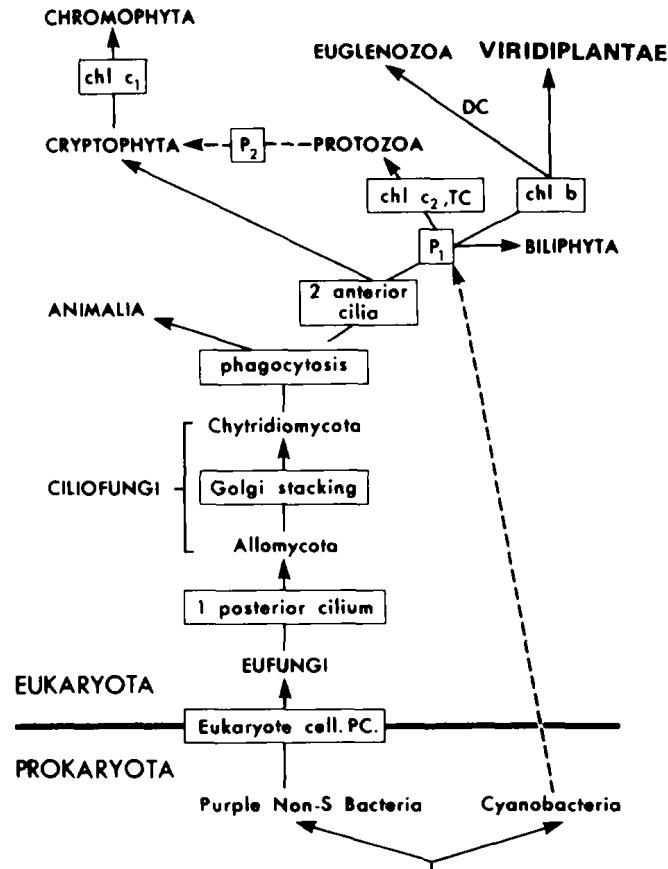 CHROMOPHYTA
chl c₁
EUGLENOZOA
VIRIDIPLANTAE
DC
CRYPTOPHYTA
P₂
PROTOZOA
chl c₂,TC
chl b
P₁
BILIPHYTA
2 anterior
cilia
ANIMALIA
phagocytosis
Chytridiomycota
CILIOFUNGI
Golgi stacking
Allomycota
1 posterior cilium
EUFUNGI
EUKARYOTA
Eukaryote cell. PC.
PROKARYOTA
Purple Non-S Bacteria
Cyanobacteria